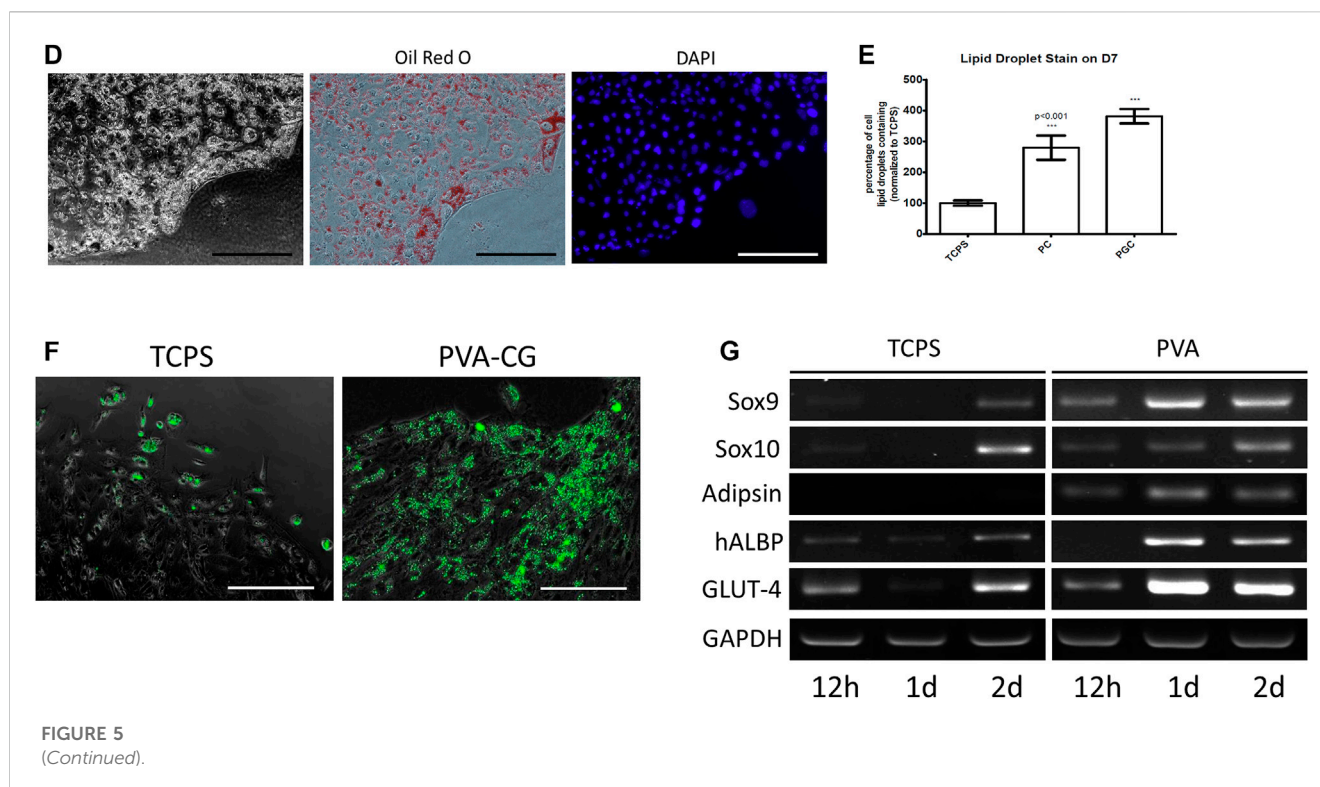 D
Oil Red O
DAPI
E
Lipid Droplet Stain on D7
percentage of cell
lipid droplets containing
(normalized to TCPS)
500
400
300
200
100
0
p<0.001
***
***
TCPS
PC
PGC
F
TCPS
PVA-CG
G
TCPS
PVA
Sox9
Sox10
Adipsin
hALBP
GLUT-4
GAPDH
12h 1d 2d 12h 1d 2d
FIGURE 5
(Continued).